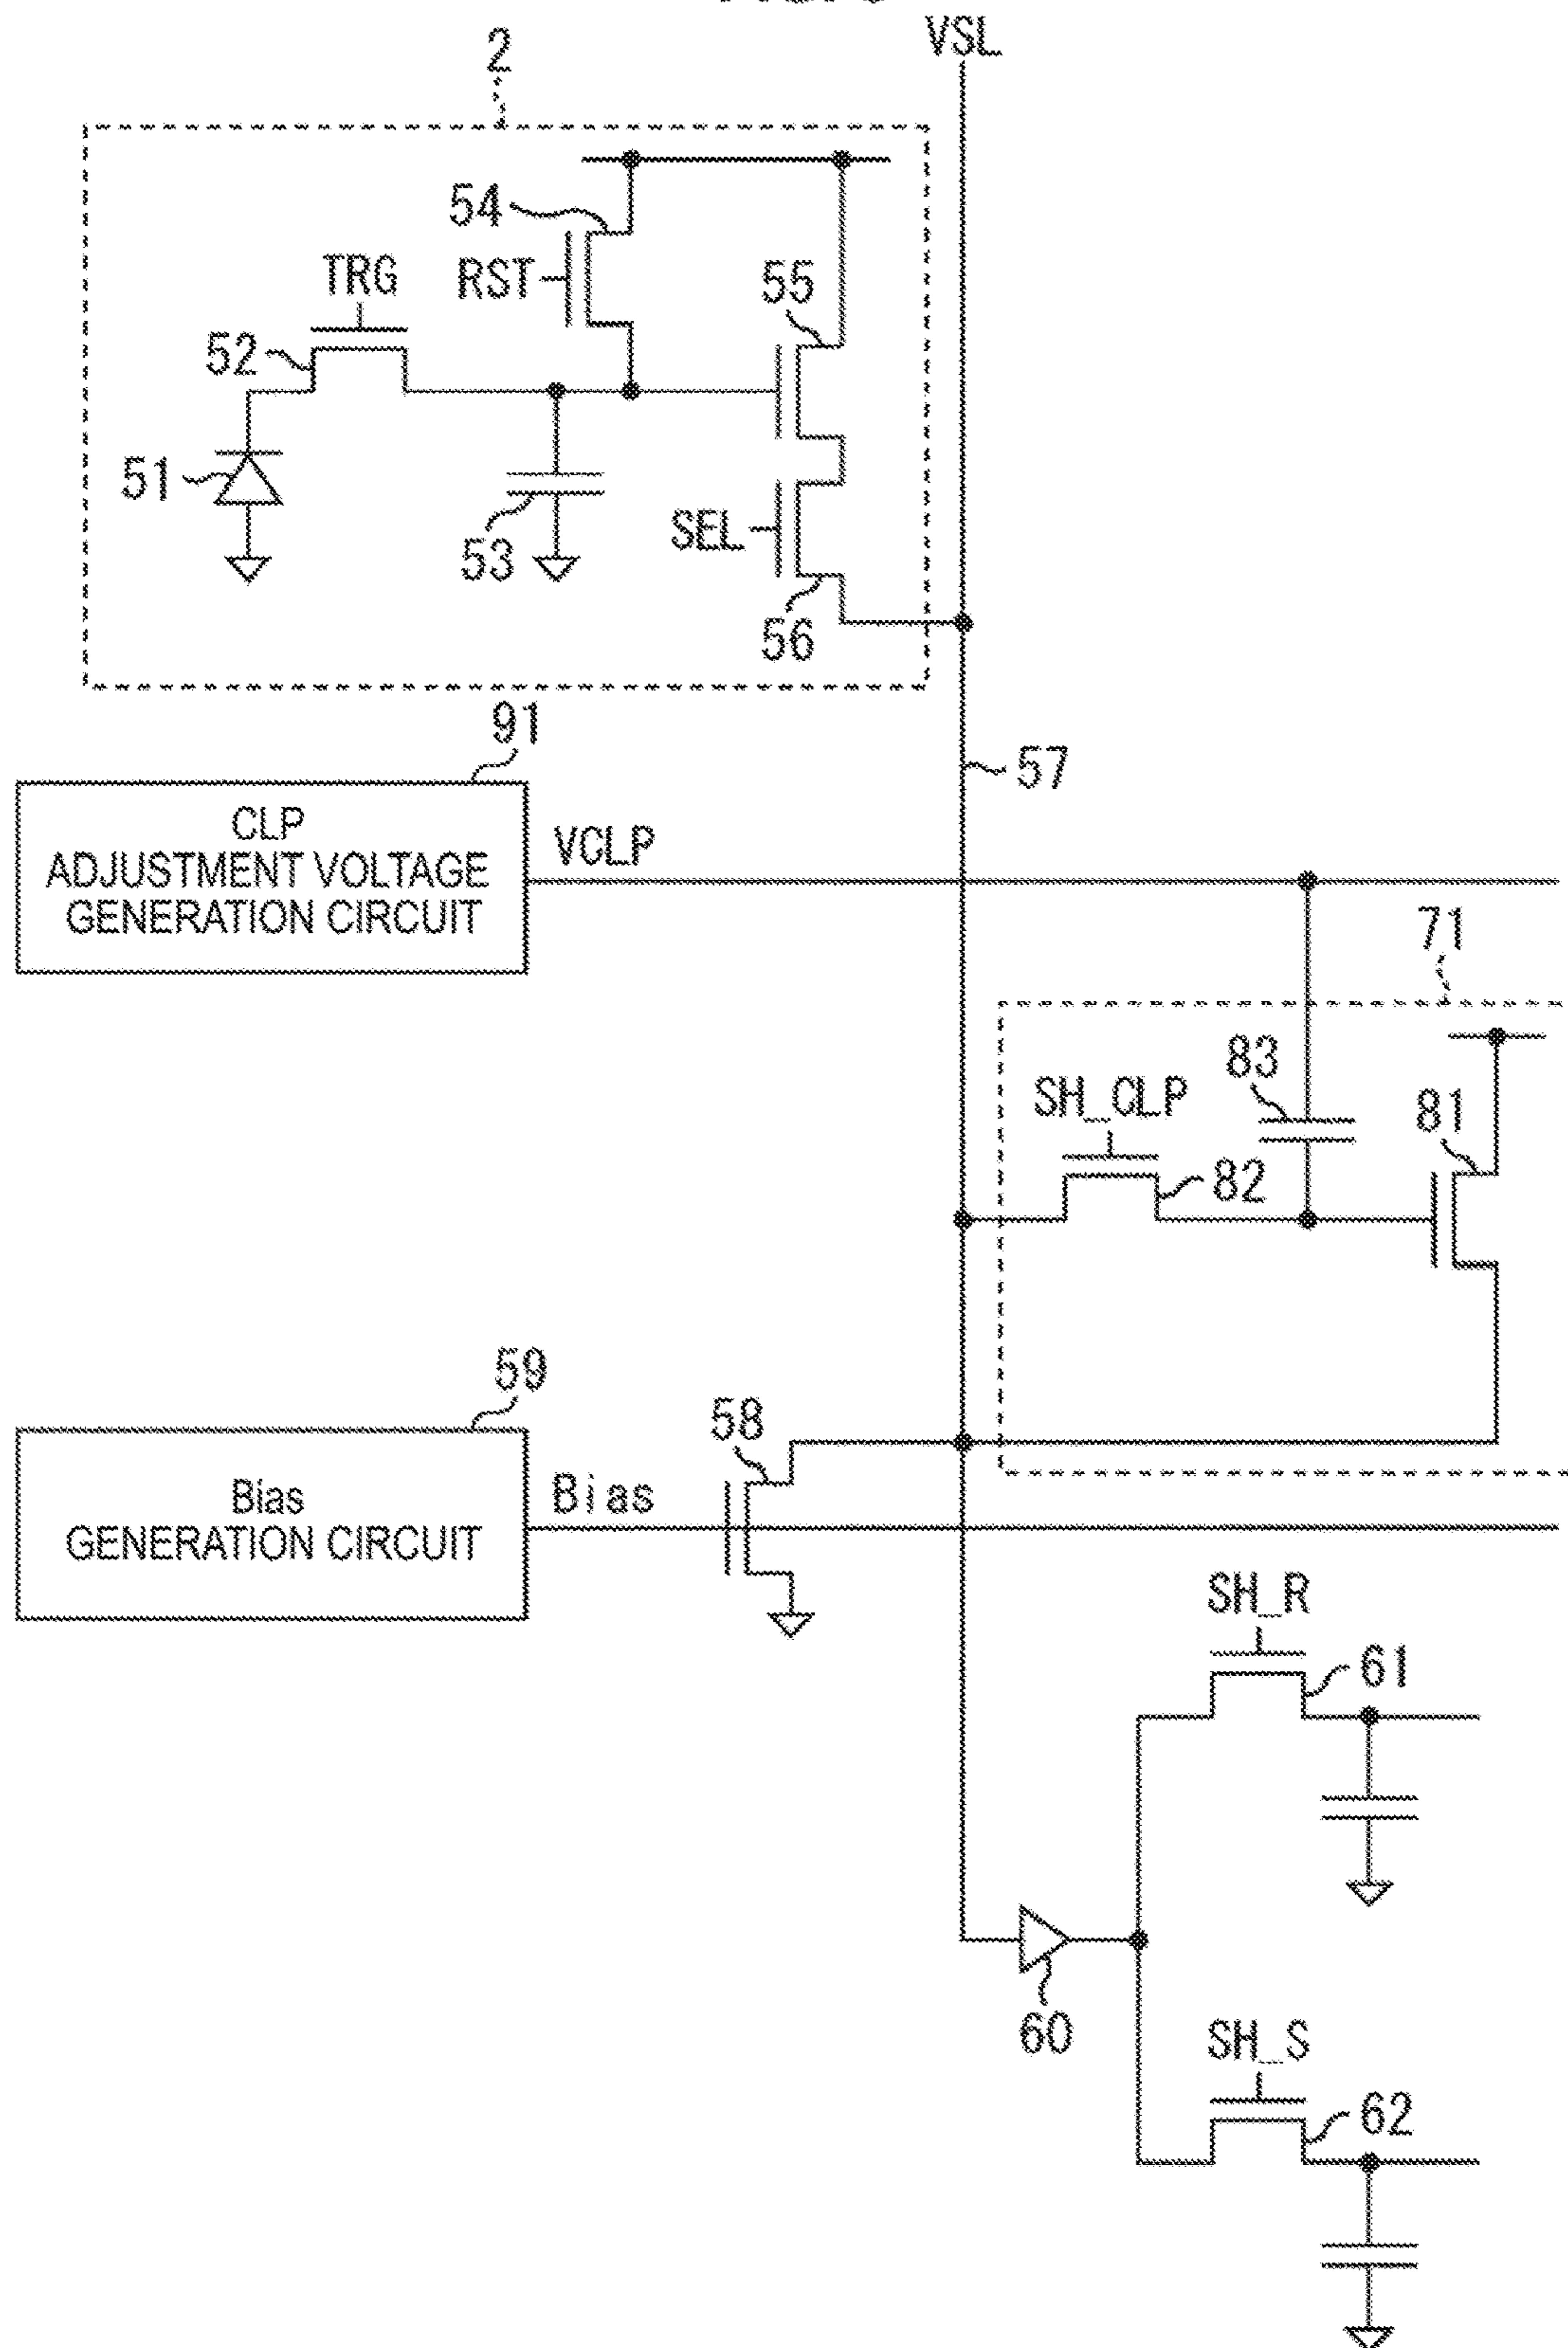 VSL
2
54
RST
TRG
55
52
51
53
SEL
56
91
57
CLP
ADJUSTMENT VOLTAGE
GENERATION CIRCUIT
VCLP
71
83
SH_CLP
81
82
59
58
Bias
GENERATION CIRCUIT
Bias
SH_R
61
60
SH_S
62